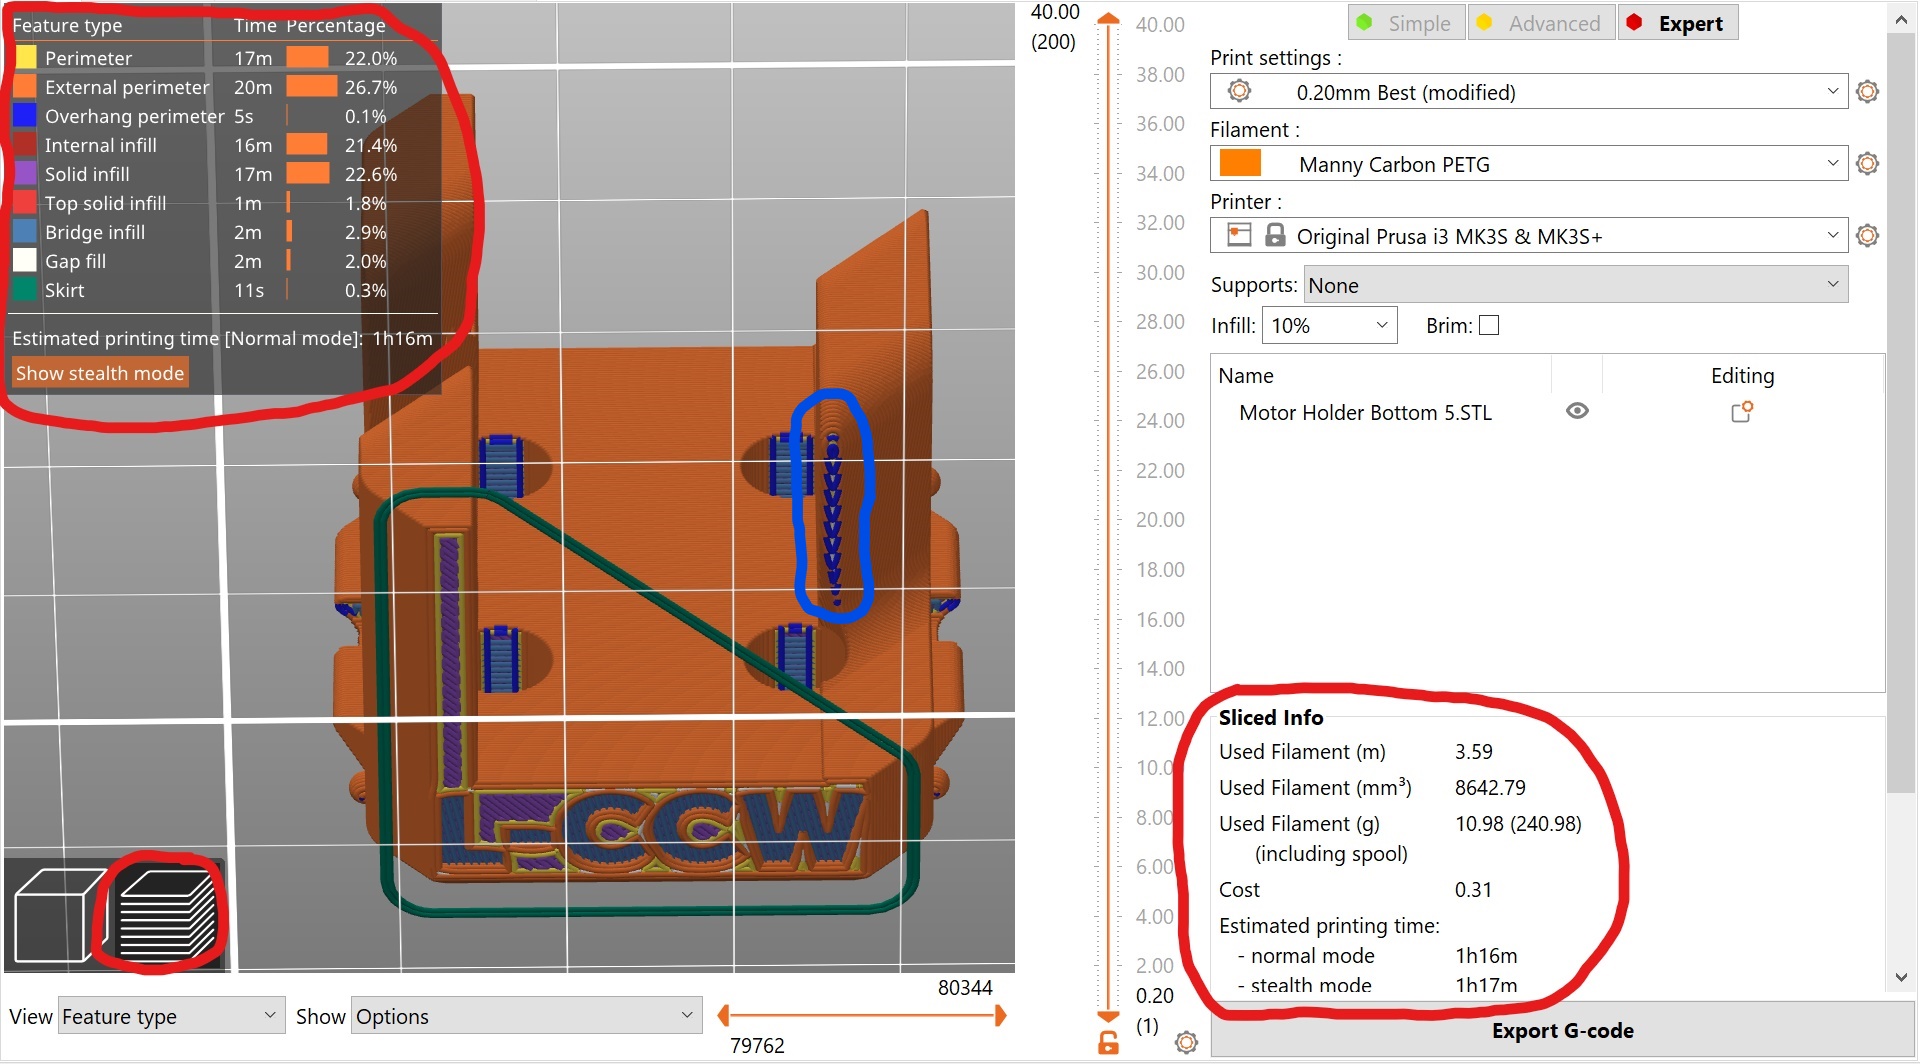 Feature type Time Percentage
Perimeter 17m 22.0%
External perimeter 20m 26.7%
Overhang perimeter 5s 0.1%
Internal infill 16m 21.4%
Solid infill 17m 22.6%
Top solid infill 1m 1.8%
Bridge infill 2m 2.9%
Gap fill 2m 2.0%
Skirt 11s 0.3%
Estimated printing time [Normal mode]: 1h16m
Show stealth mode
LCCW
View Feature type Show Options
80344
79762
40.00
(200)
40.00
38.00
36.00
34.00
32.00
30.00
28.00
26.00
24.00
22.00
20.00
18.00
16.00
14.00
12.00
10.0
8.00
6.00
4.00
2.00
0.20
(1)
Simple Advanced Expert
Print settings :
0.20mm Best (modified)
Filament :
Manny Carbon PETG
Printer :
Original Prusa i3 MK3S & MK3S+
Supports: None
Infill: 10% Brim:
Name Editing
Motor Holder Bottom 5.STL
Sliced Info
Used Filament (m) 3.59
Used Filament (mm³) 8642.79
Used Filament (g) 10.98 (240.98)
(including spool)
Cost 0.31
Estimated printing time:
- normal mode 1h16m
- stealth mode 1h17m
Export G-code